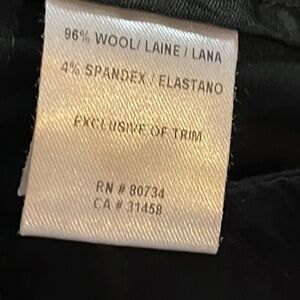 96% WOOL/ LAINE / LANA
4% SPANDEX / ELASTANO
EXCLUSIVE OF TRIM
RN # 80734
CA # 31458